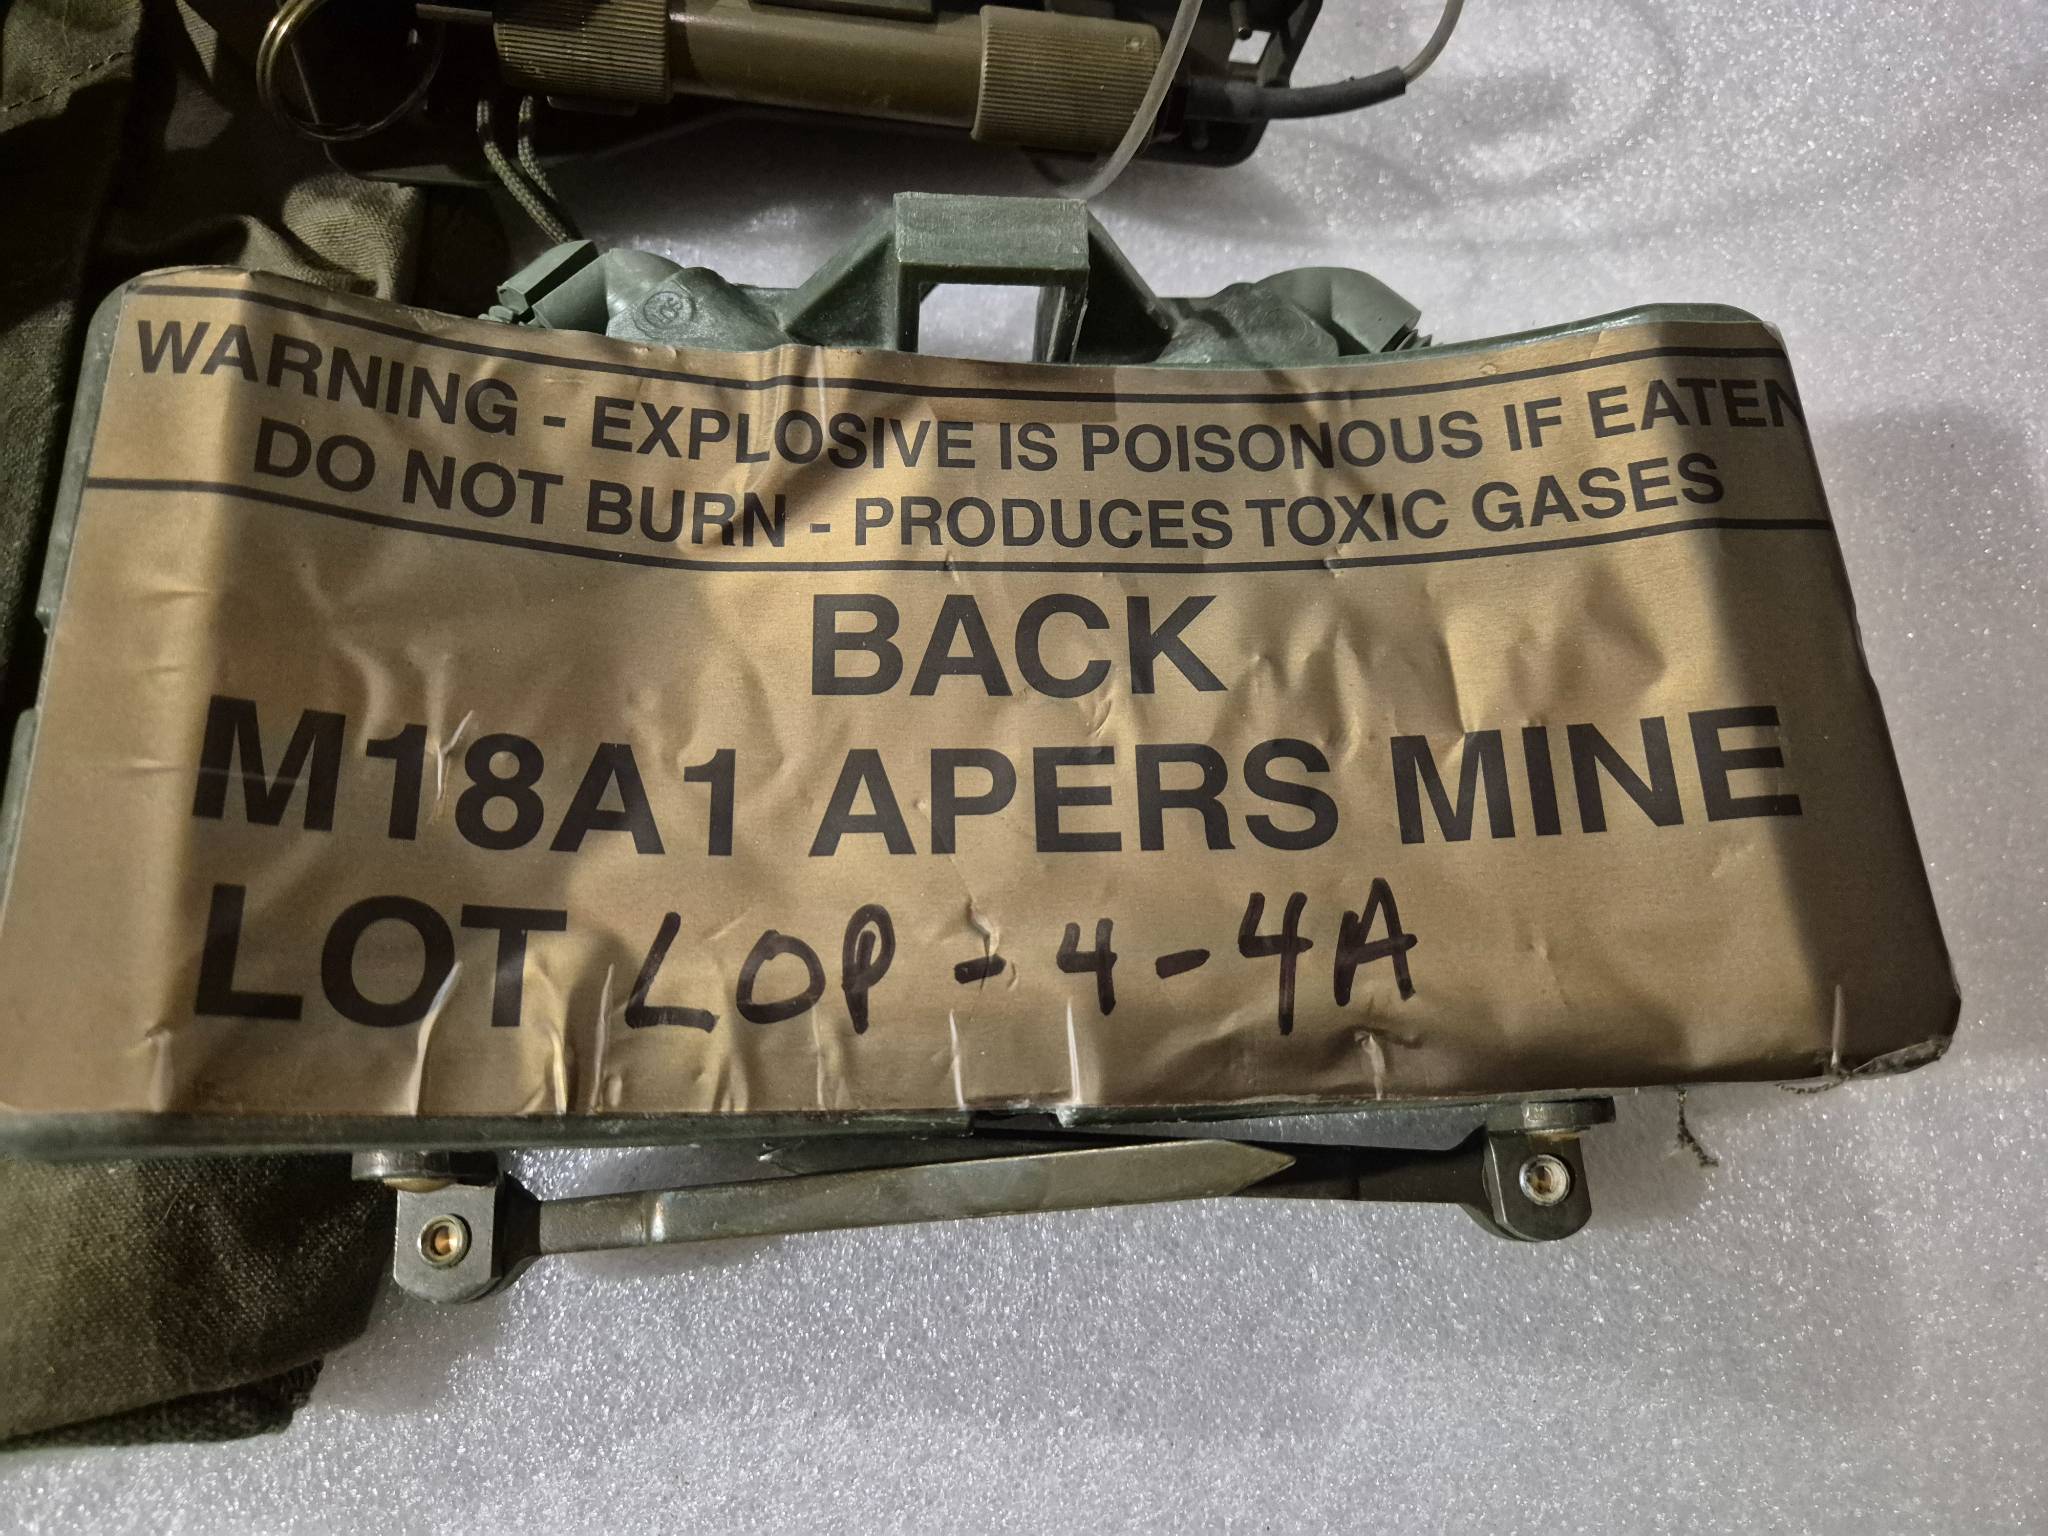 WARNING - EXPLOSIVE IS POISONOUS IF EATEN
DO NOT BURN - PRODUCES TOXIC GASES
BACK
M18A1 APERS MINE
LOT LOP-4-4A